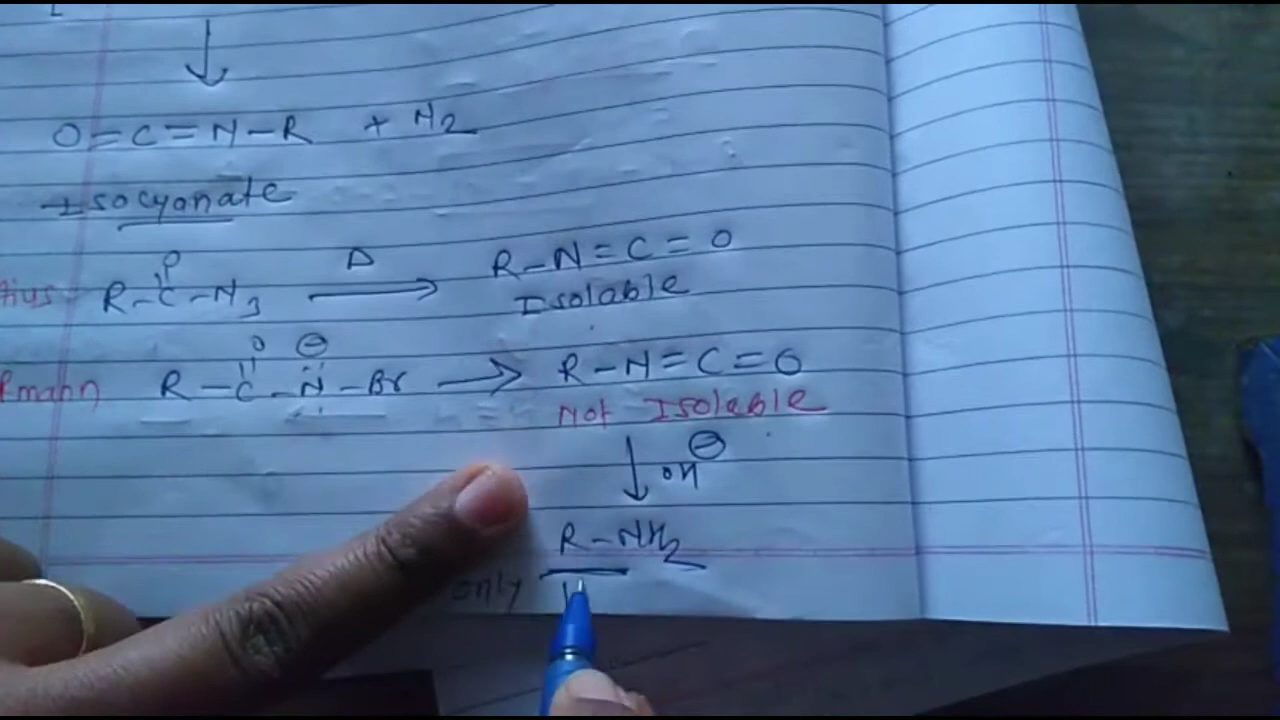 O=C=N-R + N2
Isocyanate
O
R-C-N3 Δ R-N=C=O
Isolable
O ⊖
R-C-N̈-Br → R-N=C=O
Not Isolable
↓ OH⊖
R-NH2
only